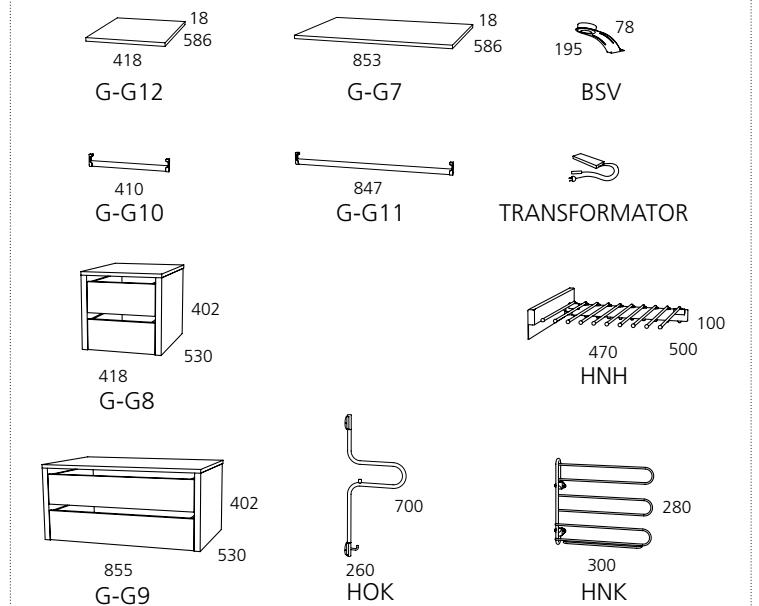 18
586
418
G-G12
18
586
853
G-G7
78
195
BSV
410
G-G10
847
G-G11
TRANSFORMATOR
402
530
418
G-G8
100
470
500
HNH
402
530
855
G-G9
700
260
HOK
280
300
HNK